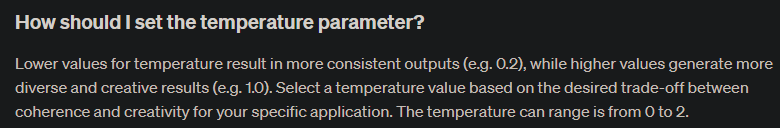 How should I set the temperature parameter?
Lower values for temperature result in more consistent outputs (e.g. 0.2), while higher values generate more
diverse and creative results (e.g. 1.0). Select a temperature value based on the desired trade-off between
coherence and creativity for your specific application. The temperature can range is from 0 to 2.